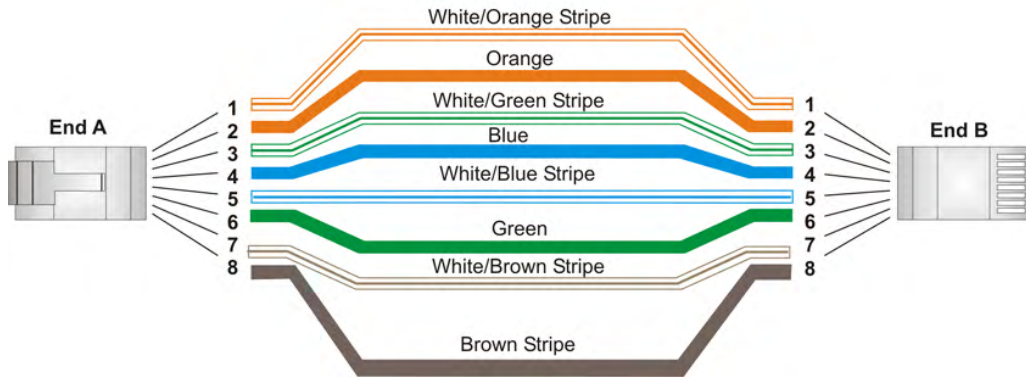 White/Orange Stripe
Orange
White/Green Stripe
Blue
White/Blue Stripe
Green
White/Brown Stripe
Brown Stripe
End A
1
2
3
4
5
6
7
8
1
2
3
4
5
6
7
8
End B